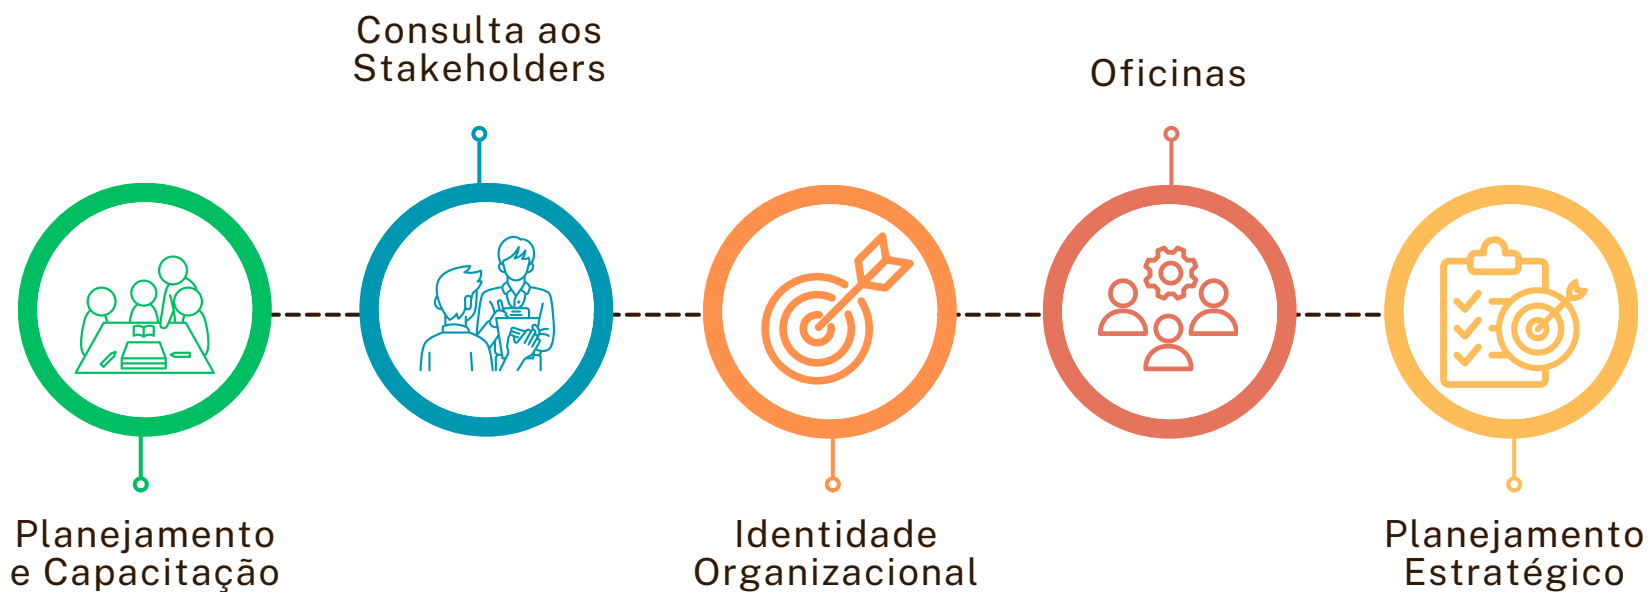 Planejamento
e Capacitação
Consulta aos
Stakeholders
Identidade
Organizacional
Oficinas
Planejamento
Estratégico